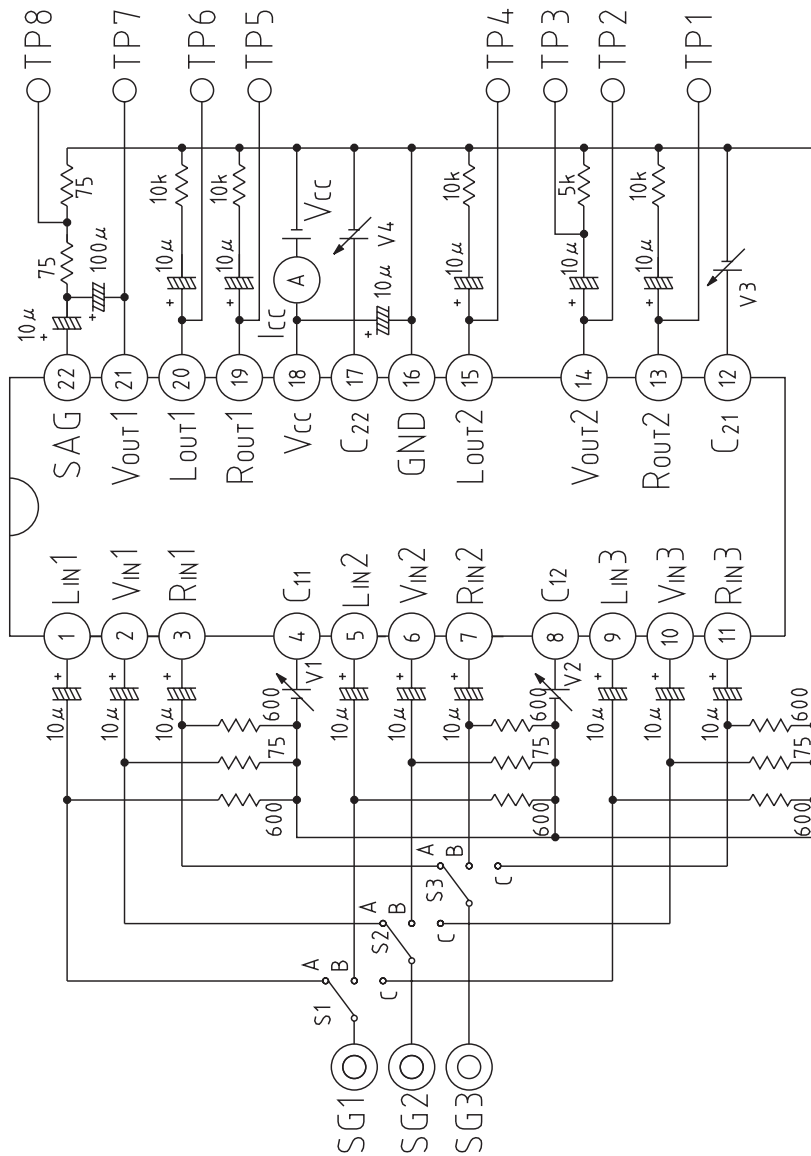 TP8
TP7
TP6
TP5
TP4
TP3
TP2
TP1
75
75
10k
10k
VCC
10k
5k
10k
100μ
10μ
10μ
10μ
ICC
A
V4
10μ
10μ
10μ
10μ
V3
+
+
+
+
+
+
+
+
22
21
20
19
18
17
16
15
14
13
12
SAG
VOUT1
LOUT1
ROUT1
VCC
C22
GND
LOUT2
VOUT2
ROUT2
C21
LIN1
VIN1
RIN1
C11
LIN2
VIN2
RIN2
C12
LIN3
VIN3
RIN3
1
2
3
4
5
6
7
8
9
10
11
+
+
+
V1
+
+
+
V2
+
+
+
10μ
10μ
10μ
10μ
10μ
10μ
10μ
10μ
10μ
600
75
600
600
75
600
600
75
600
A
B
C
S3
A
B
C
S2
A
B
C
S1
SG1
SG2
SG3